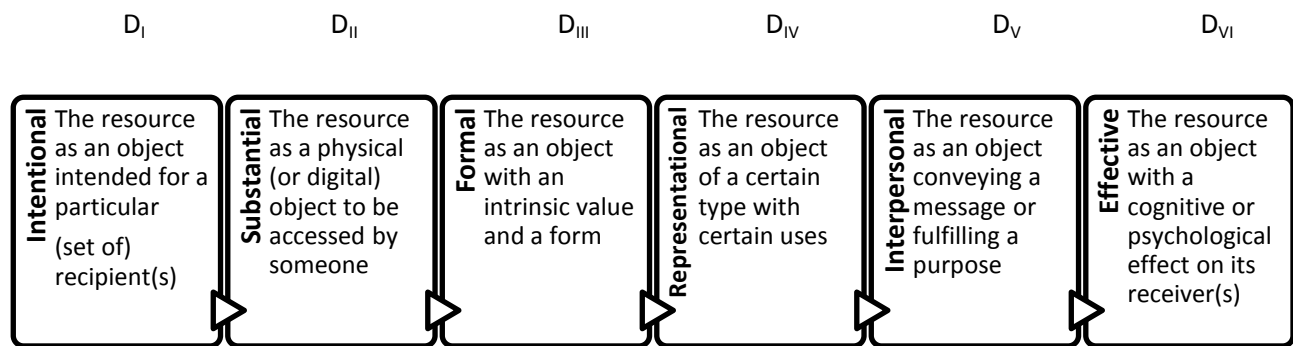 D_I D_II D_III D_IV D_V D_VI
Intentional
The resource
as an object
intended for a
particular
(set of)
recipient(s)
Substantial
The resource
as a physical
(or digital)
object to be
accessed by
someone
Formal
The resource
as an object
with an
intrinsic value
and a form
Representational
The resource
as an object
of a certain
type with
certain uses
Interpersonal
The resource
as an object
conveying a
message or
fulfilling a
purpose
Effective
The resource
as an object
with a
cognitive or
psychological
effect on its
receiver(s)